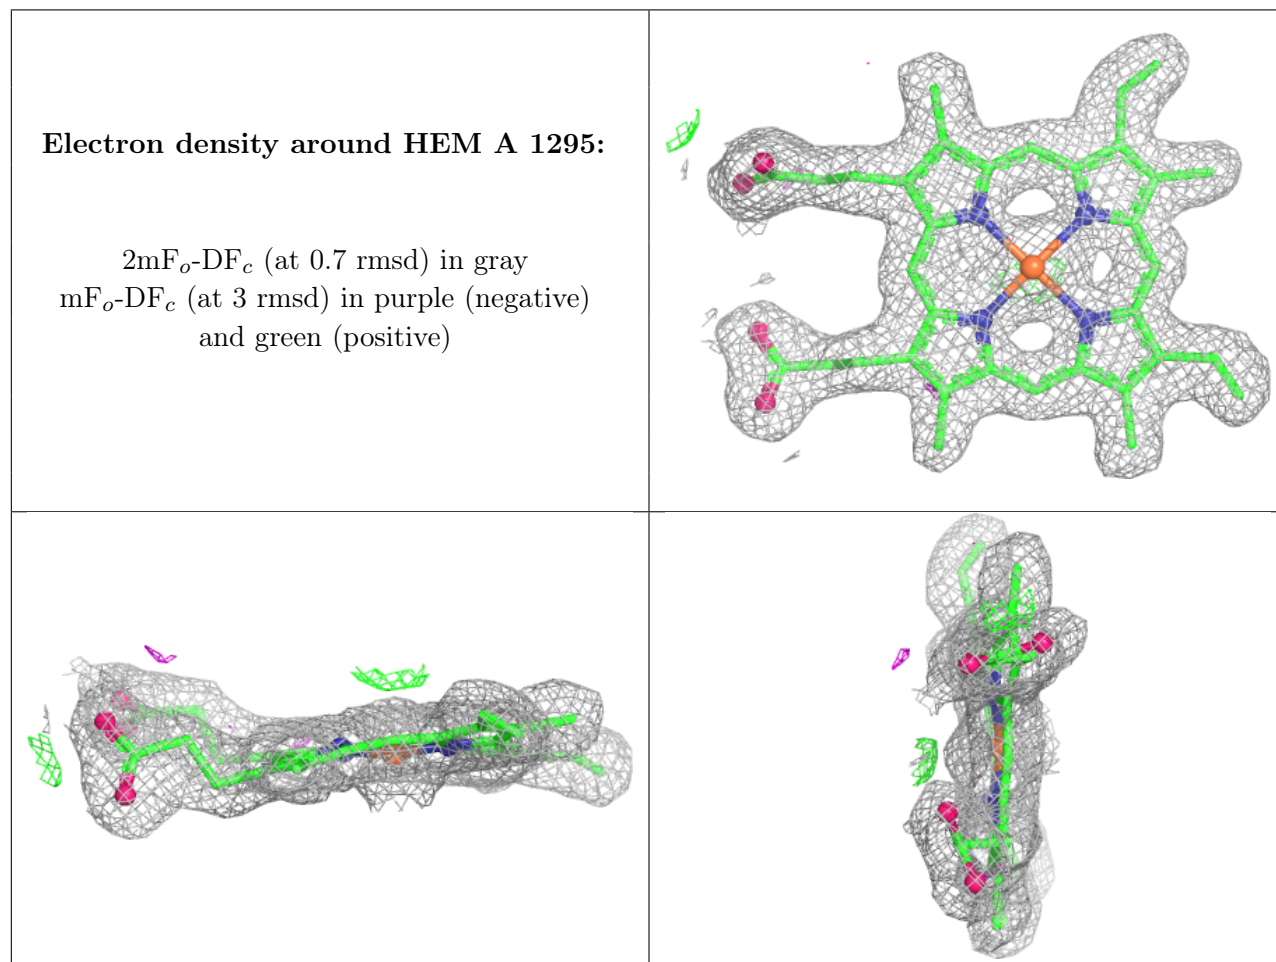 Electron density around HEM A 1295:
2mFo-DFc (at 0.7 rmsd) in gray
mFo-DFc (at 3 rmsd) in purple (negative)
and green (positive)